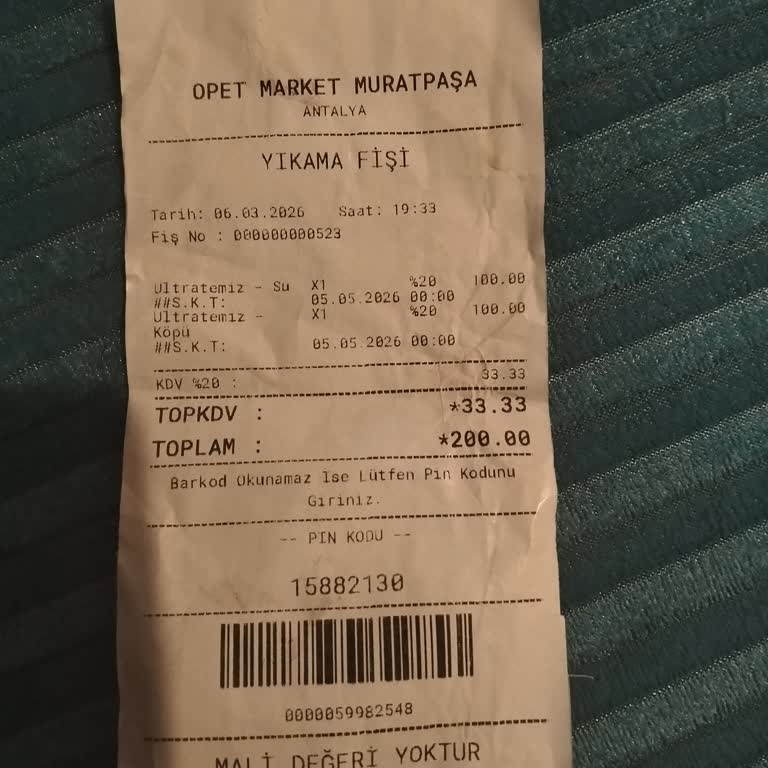 OPET MARKET MURATPAŞA
ANTALYA
YIKAMA FİŞİ
Tarih: 06.03.2026 Saat: 19:33
Fiş No : 000000000523
Ultratemiz - Su X1 %20 100.00
##S.K.T: 05.05.2026 00:00
Ultratemiz - X1 %20 100.00
Köpü
##S.K.T: 05.05.2026 00:00
KDV %20 : 33.33
TOPKDV : *33.33
TOPLAM : *200.00
Barkod Okunamaz İse Lütfen Pin Kodunu
Giriniz.
-- PIN KODU --
15882130
0000059982548
MALİ DEĞERİ YOKTUR